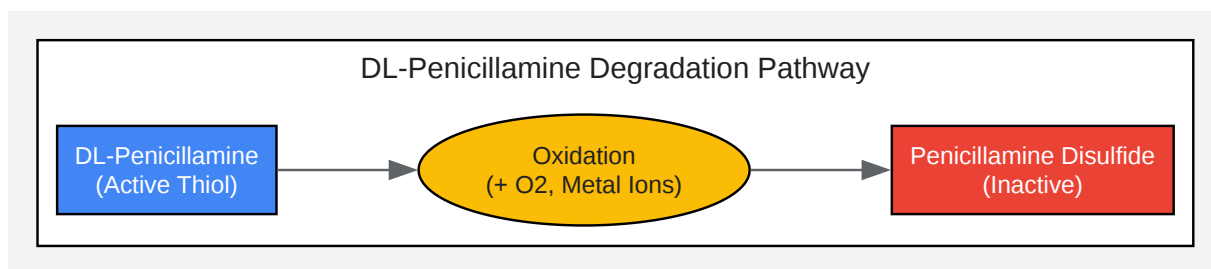 DL-Penicillamine Degradation Pathway
DL-Penicillamine
(Active Thiol)
Oxidation
(+ O2, Metal Ions)
Penicillamine Disulfide
(Inactive)